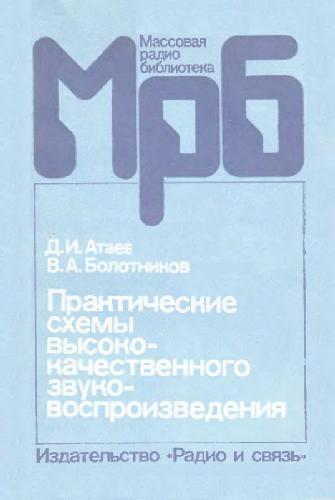 Массовая
радио
библиотека
Мрб
Д.И. Атаев
В.А. Болотников
Практические
схемы
высоко-
качественного
звуко-
воспроизведения
Издательство «Радио и связь»